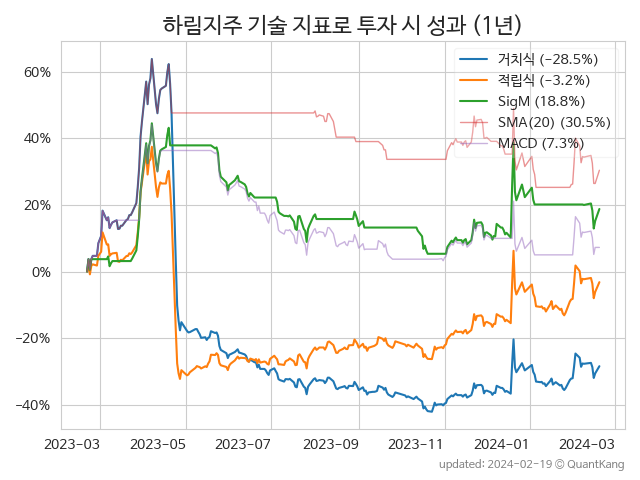 하림지주 기술 지표로 투자 시 성과 (1년)
거치식 (−28.5%)
적립식 (−3.2%)
SigM (18.8%)
SMA(20) (30.5%)
MACD (7.3%)
60%
40%
20%
0%
−20%
−40%
2023-03 2023-05 2023-07 2023-09 2023-11 2024-01 2024-03
updated: 2024-02-19 © QuantKang